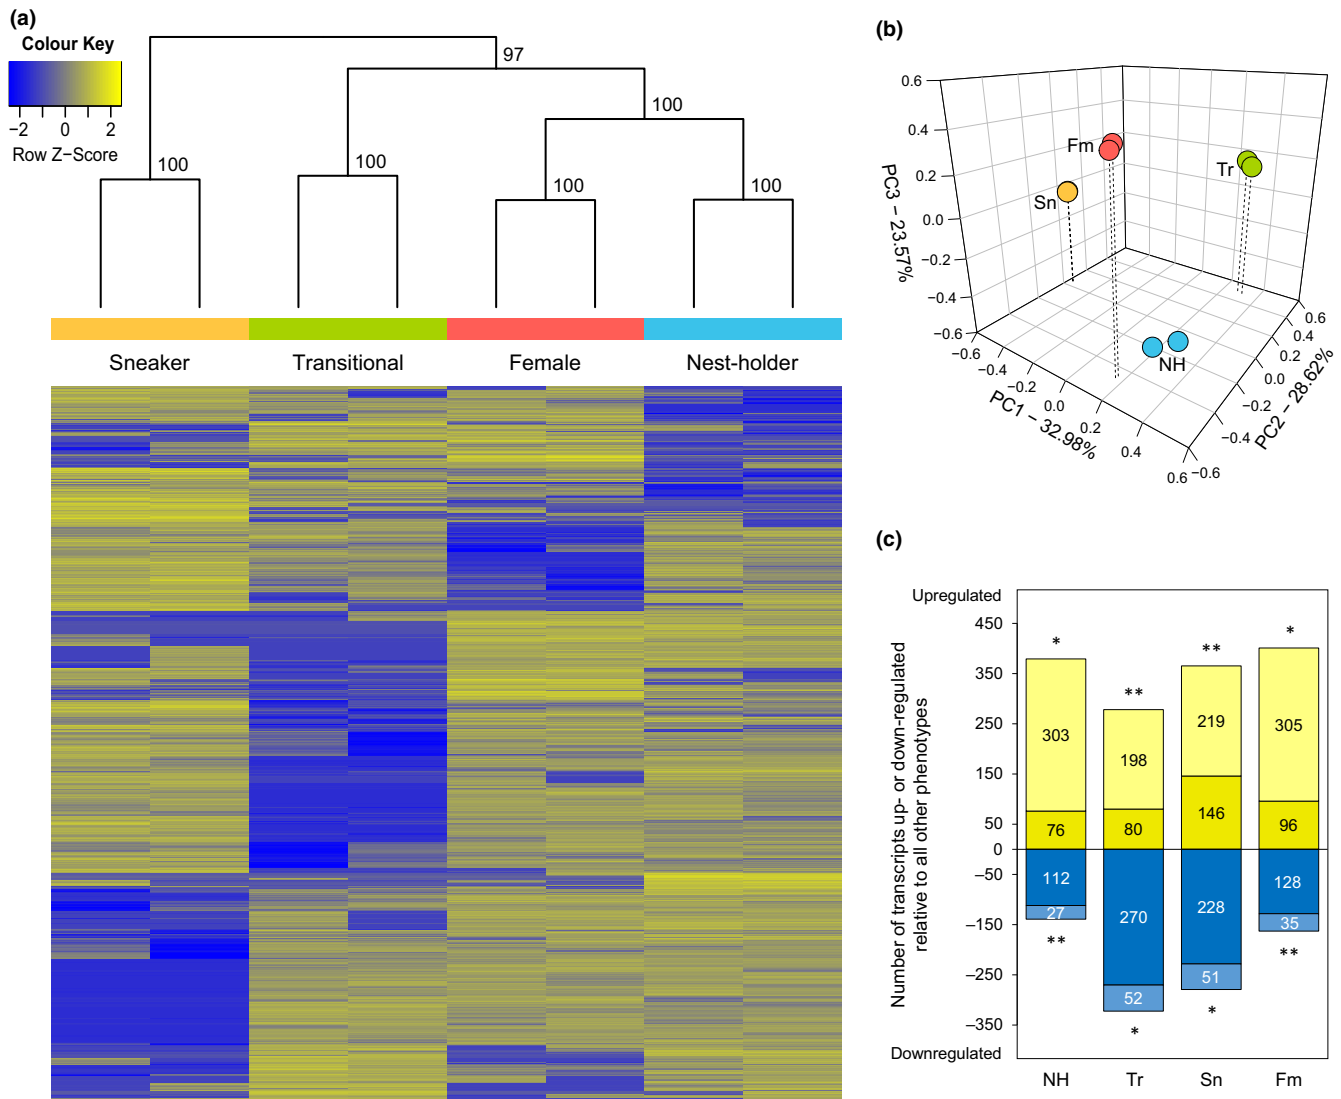 (a)
Colour Key
−2 0 2
Row Z−Score
97
100
100
100
100
100
Sneaker Transitional Female Nest-holder
(b)
0.6
0.4
0.2
0.0
−0.2
−0.4
−0.6
PC3 − 23.57%
−0.6
−0.4
−0.2
0.0
0.2
0.4
0.6
PC1 − 32.98%
−0.6
−0.4
−0.2
0.0
0.2
0.4
0.6
PC2 − 28.62%
Fm
Sn
Tr
NH
(c)
Upregulated
450
350
250
150
50
0
–50
–150
–250
–350
Downregulated
Number of transcripts up- or down-regulated
relative to all other phenotypes
* ** ** *
303 198 219 305
76 80 146 96
112 270 228 128
27 52 51 35
** * * **
NH Tr Sn Fm